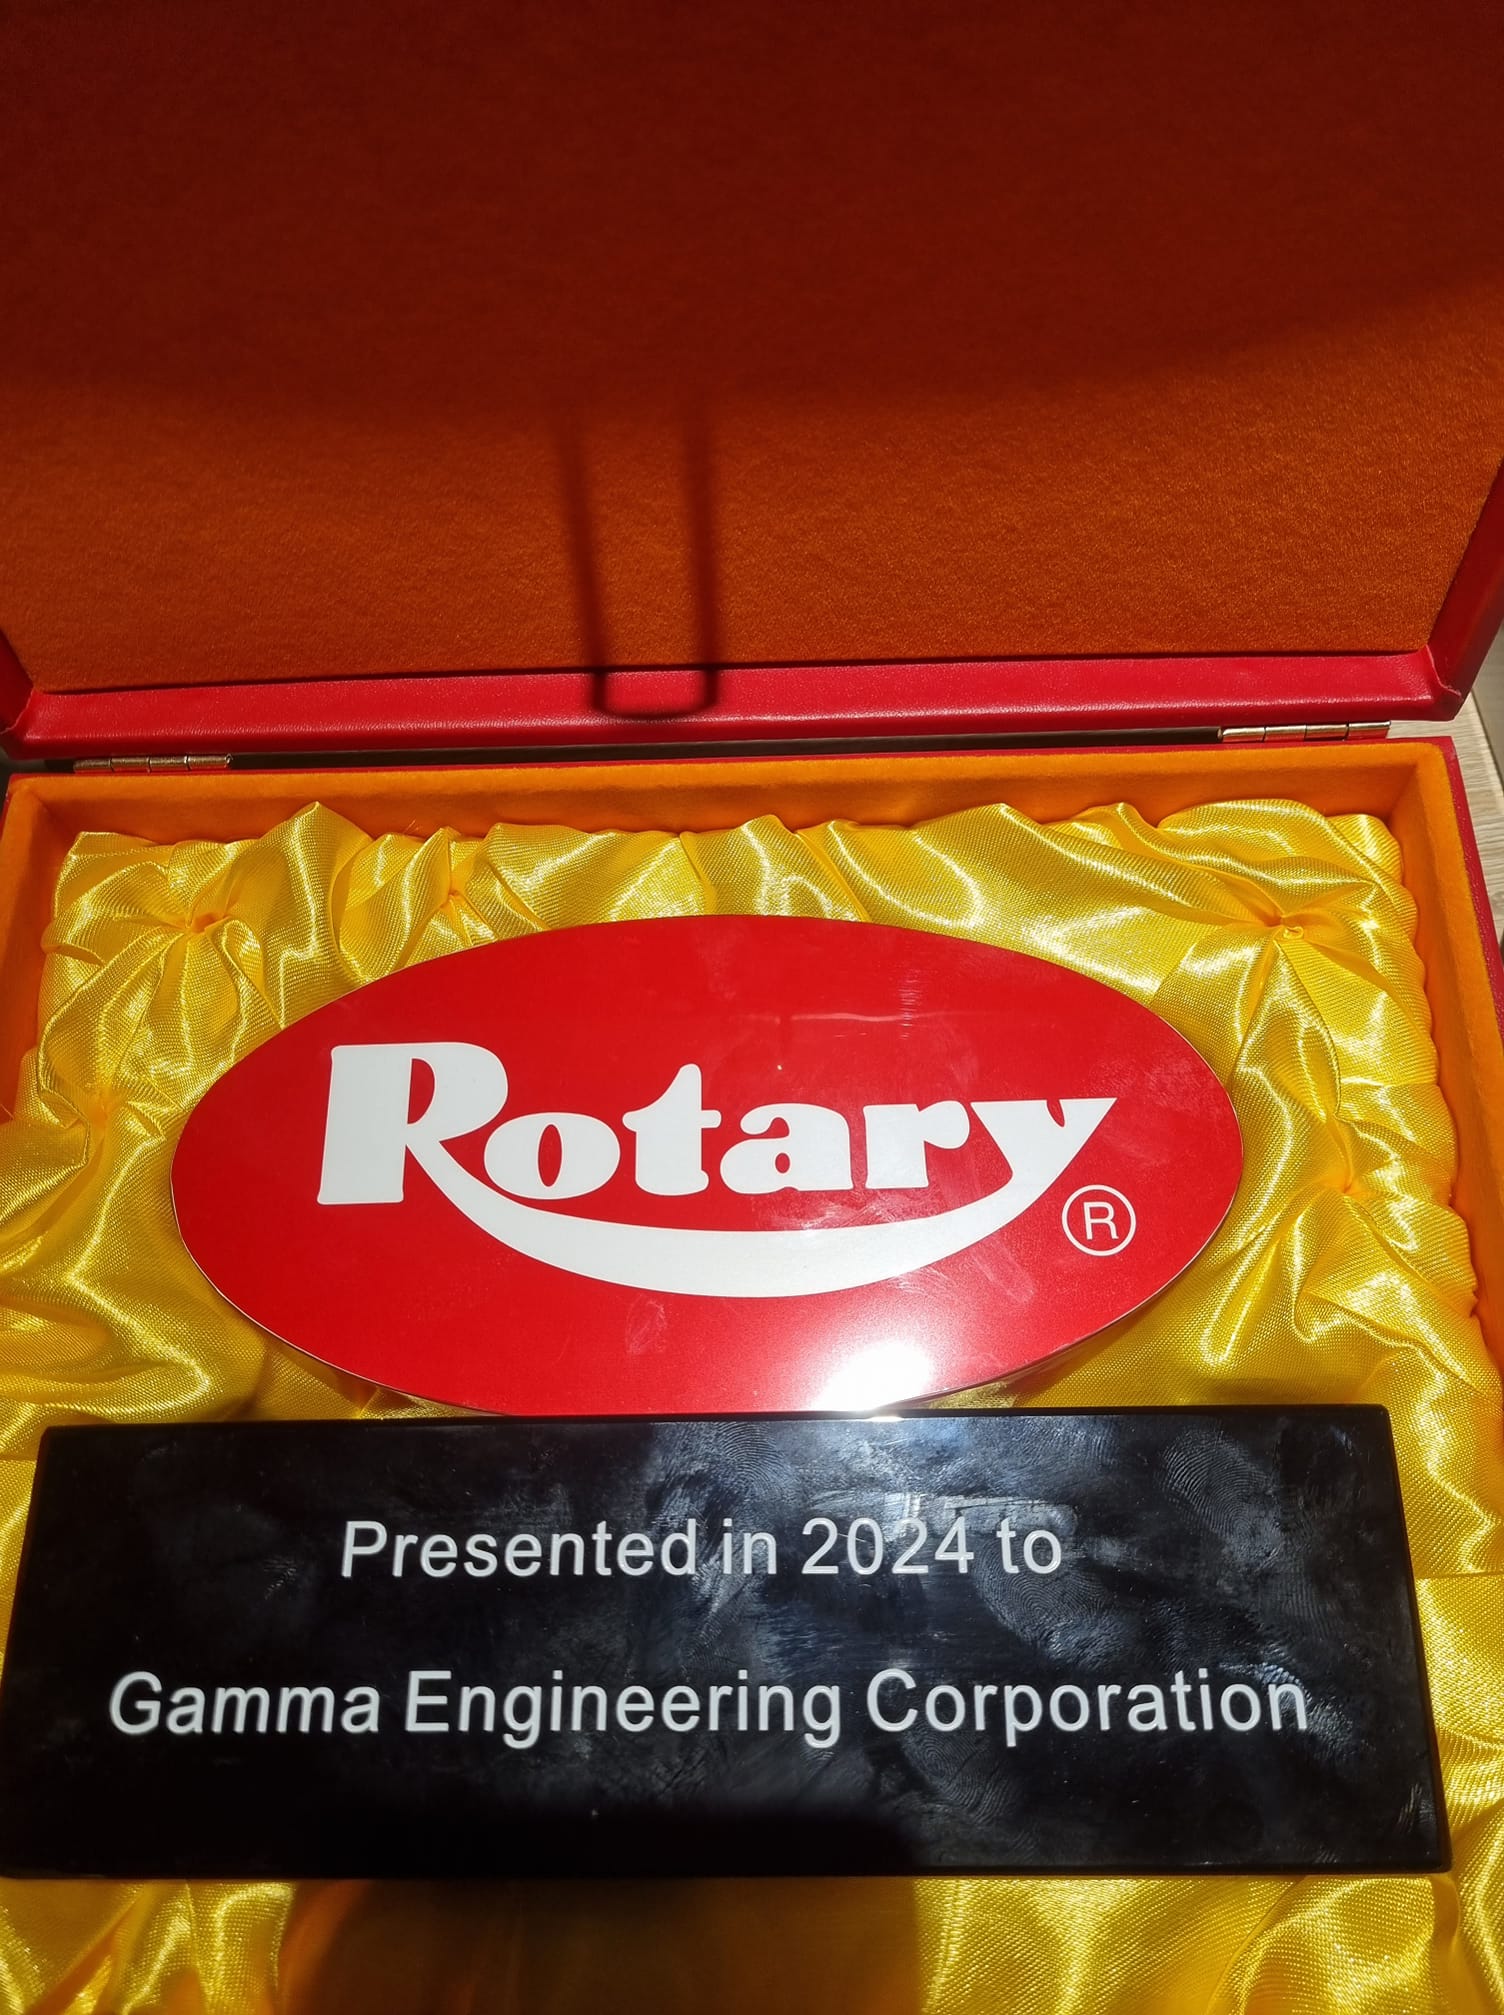 Rotary
®
Presented in 2024 to
Gamma Engineering Corporation